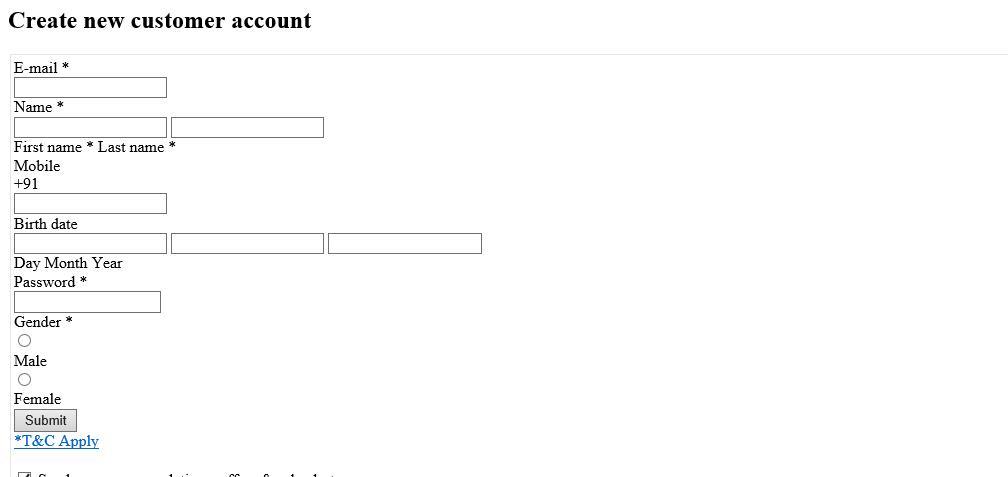 Create new customer account
E-mail *
Name *
First name * Last name *
Mobile
+91
Birth date
Day Month Year
Password *
Gender *
Male
Female
Submit
*T&C Apply